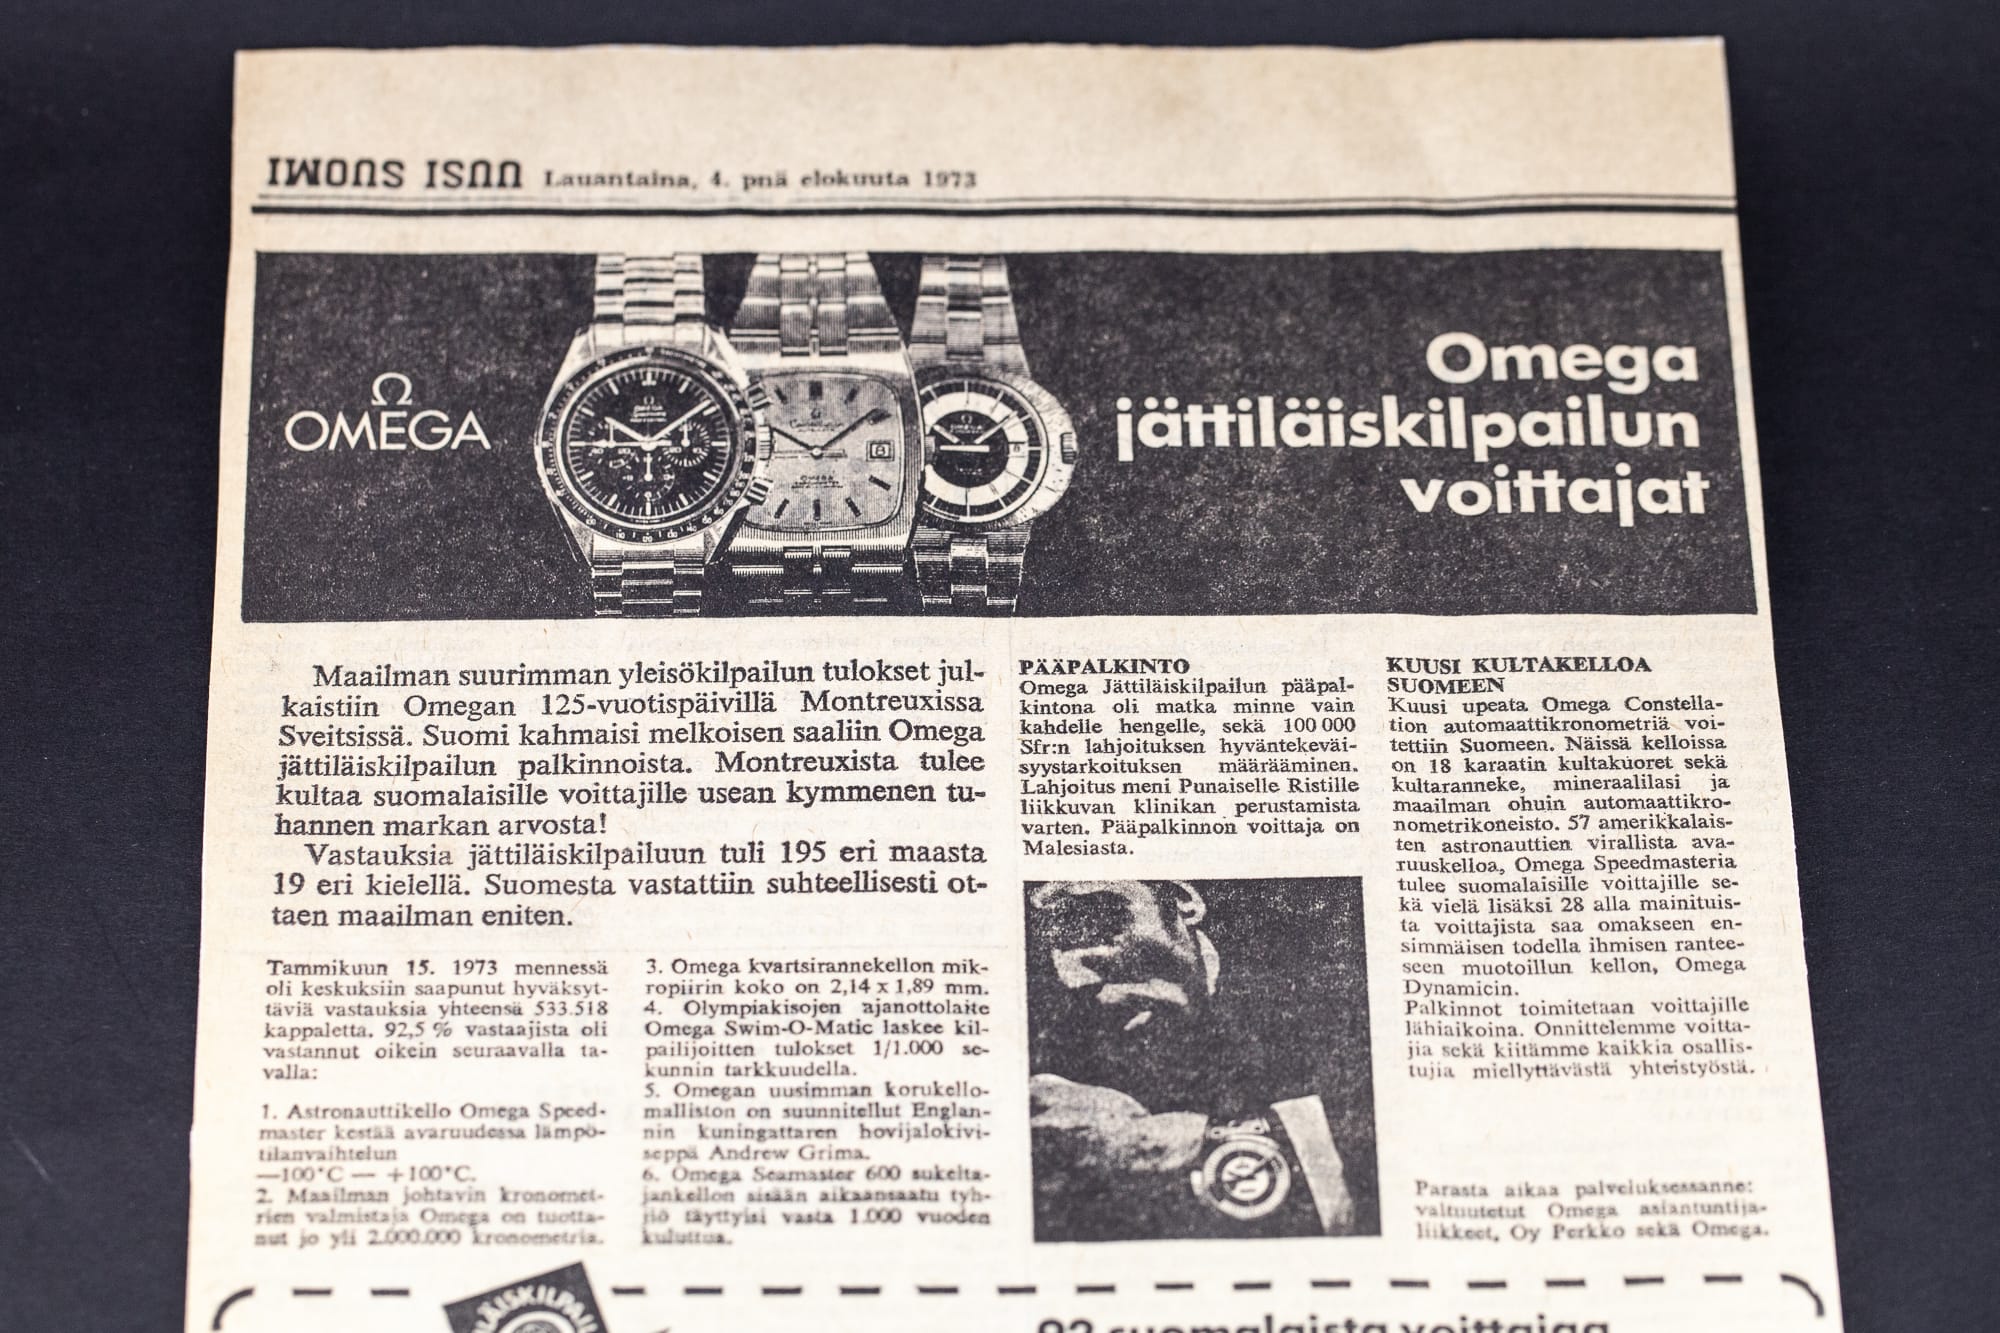 UUSI SUOMI Lauantaina, 4. pnä elokuuta 1973
Ω
OMEGA
Omega
jättiläiskilpailun
voittajat
Maailman suurimman yleisökilpailun tulokset jul-
kaistiin Omegan 125-vuotispäivillä Montreuxissa
Sveitsissä. Suomi kahmaisi melkoisen saaliin Omega
jättiläiskilpailun palkinnoista. Montreuxista tulee
kultaa suomalaisille voittajille usean kymmenen tu-
hannen markan arvosta!
Vastauksia jättiläiskilpailuun tuli 195 eri maasta
19 eri kielellä. Suomesta vastattiin suhteellisesti ot-
taen maailman eniten.
Tammikuun 15. 1973 mennessä
oli keskuksiin saapunut hyväksyt-
täviä vastauksia yhteensä 533.518
kappaletta. 92,5 % vastaajista oli
vastannut oikein seuraavalla ta-
valla:
1. Astronauttikello Omega Speed-
master kestää avaruudessa lämpö-
tilanvaihtelun
—100°C — +100°C.
2. Maailman johtavin kronomet-
rien valmistaja Omega on tuotta-
nut jo yli 2.000.000 kronometria.
3. Omega kvartsirannekellon mik-
ropiirin koko on 2,14 x 1,89 mm.
4. Olympiakisojen ajanottolaite
Omega Swim-O-Matic laskee kil-
pailijoitten tulokset 1/1.000 se-
kunnin tarkkuudella.
5. Omegan uusimman korukello-
malliston on suunnitellut Englan-
nin kuningattaren hovijalokivi-
seppä Andrew Grima.
6. Omega Seamaster 600 sukelta-
jankellon sisään aikaansaatu tyh-
jiö täyttyisi vasta 1.000 vuoden
kuluttua.
PÄÄPALKINTO
Omega Jättiläiskilpailun pääpal-
kintona oli matka minne vain
kahdelle hengelle, sekä 100 000
Sfr:n lahjoituksen hyväntekeväi-
syystarkoituksen määrääminen.
Lahjoitus meni Punaiselle Ristille
liikkuvan klinikan perustamista
varten. Pääpalkinnon voittaja on
Malesiasta.
KUUSI KULTAKELLOA
SUOMEEN
Kuusi upeata Omega Constella-
tion automaattikronometriä voi-
tettiin Suomeen. Näissä kelloissa
on 18 karaatin kultakuoret sekä
kultaranneke, mineraalilasi ja
maailman ohuin automaattikro-
nometrikoneisto. 57 amerikkalais-
ten astronauttien virallista ava-
ruuskelloa, Omega Speedmasteria
tulee suomalaisille voittajille se-
kä vielä lisäksi 28 alla mainituis-
ta voittajista saa omakseen en-
simmäisen todella ihmisen rantee-
seen muotoillun kellon, Omega
Dynamicin.
Palkinnot toimitetaan voittajille
lähiaikoina. Onnittelemme voitta-
jia sekä kiitämme kaikkia osallis-
tujia miellyttävästä yhteistyöstä.
Parasta aikaa palveluksessanne:
valtuutetut Omega asiantuntija-
liikkeet, Oy Perkko sekä Omega.
92 suomalaista voittajaa